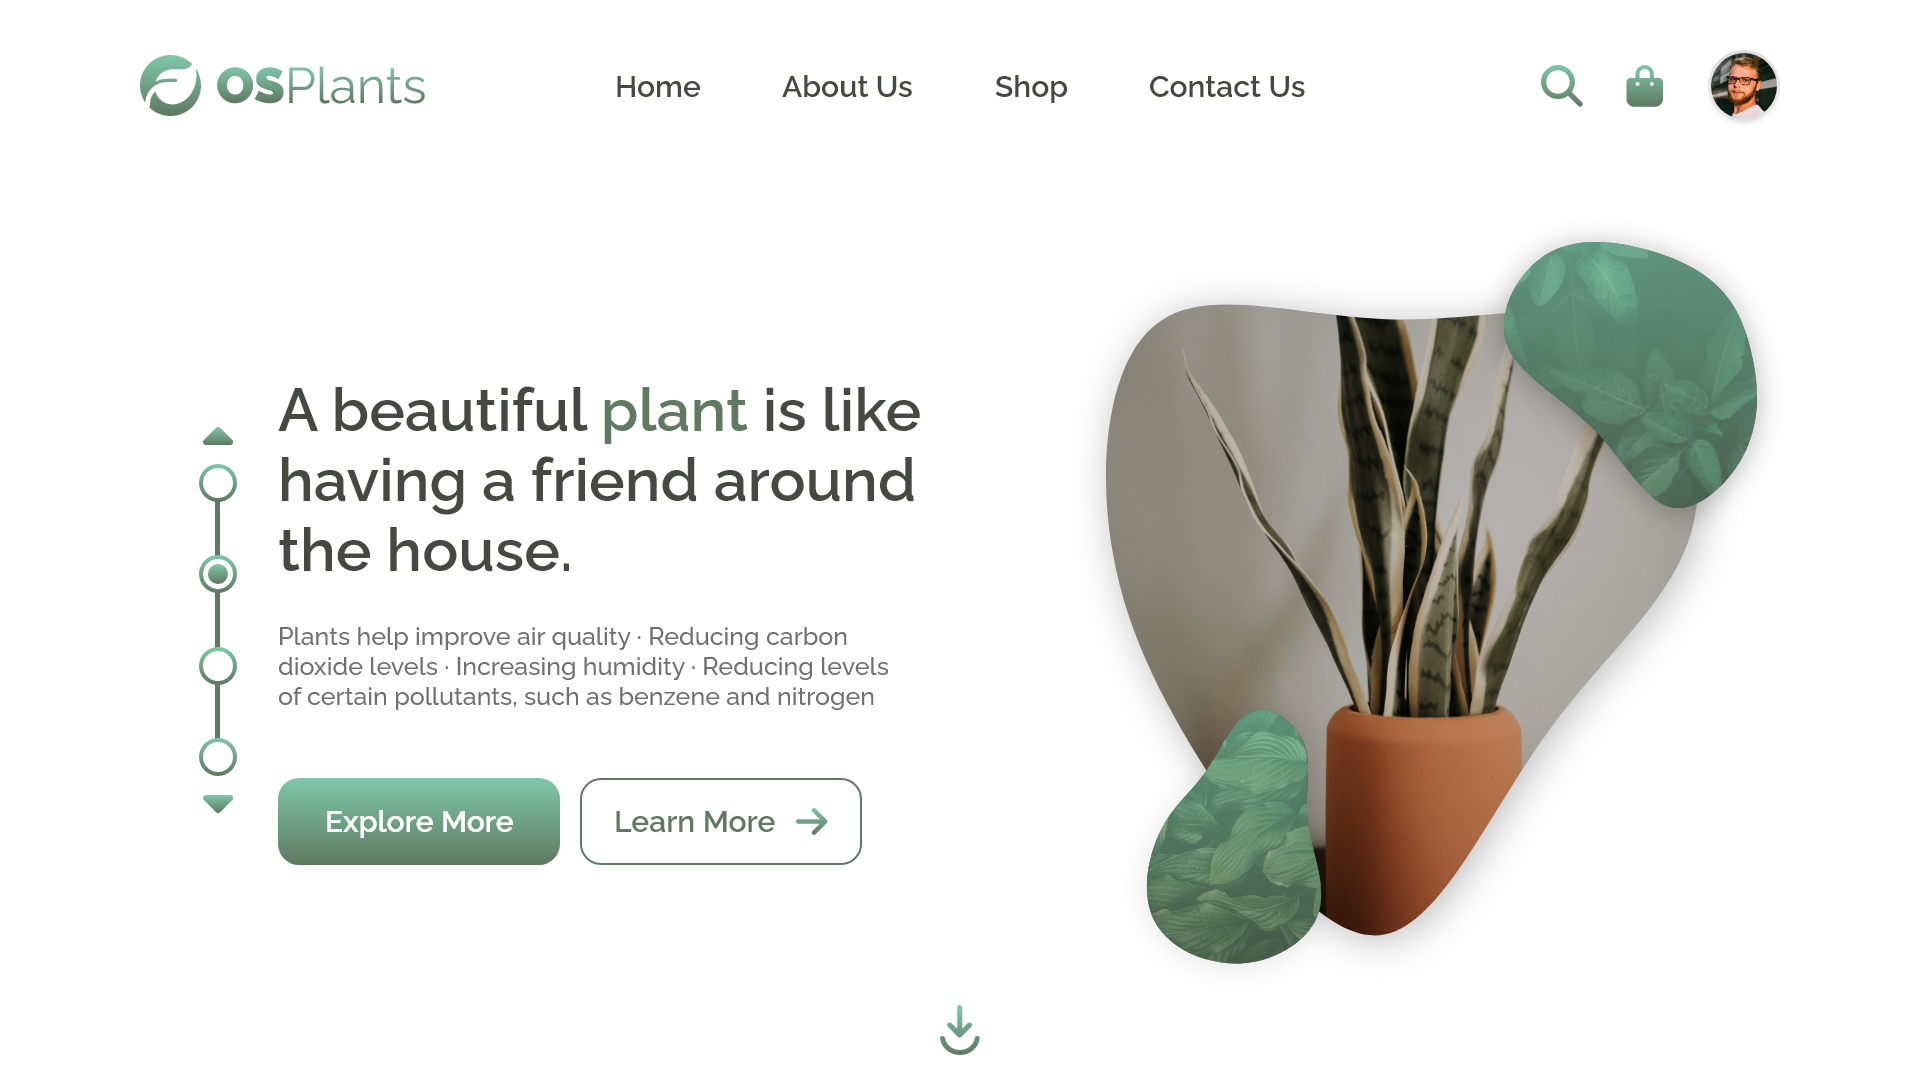 OSPlants
Home
About Us
Shop
Contact Us
A beautiful plant is like
having a friend around
the house.
Plants help improve air quality · Reducing carbon
dioxide levels · Increasing humidity · Reducing levels
of certain pollutants, such as benzene and nitrogen
Explore More
Learn More